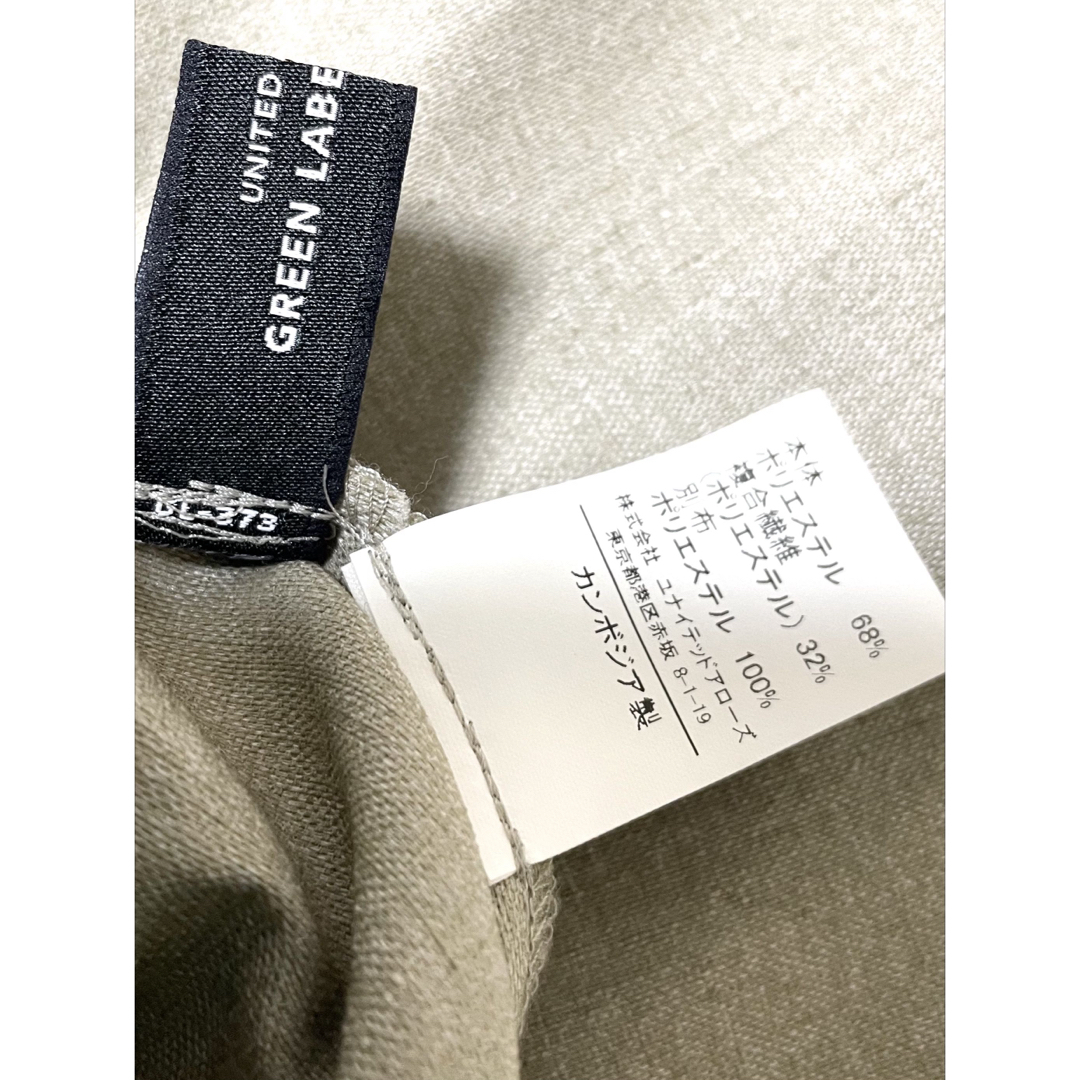 UNITED
GREEN LABE
DL-373
本体
ポリエステル 68%
複合繊維
(ポリエステル) 32%
別布
ポリエステル 100%
株式会社 ユナイテッドアローズ
東京都港区赤坂 8-1-19
カンボジア製